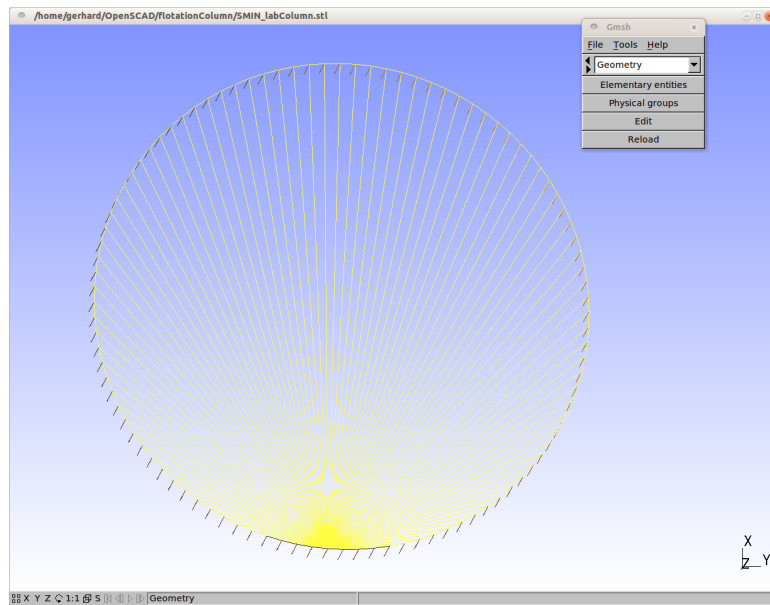 /home/gerhard/OpenSCAD/flotationColumn/SMIN_labColumn.stl
Gmsh
File Tools Help
Geometry
Elementary entities
Physical groups
Edit
Reload
X
Z Y
X Y Z 1:1 S Geometry